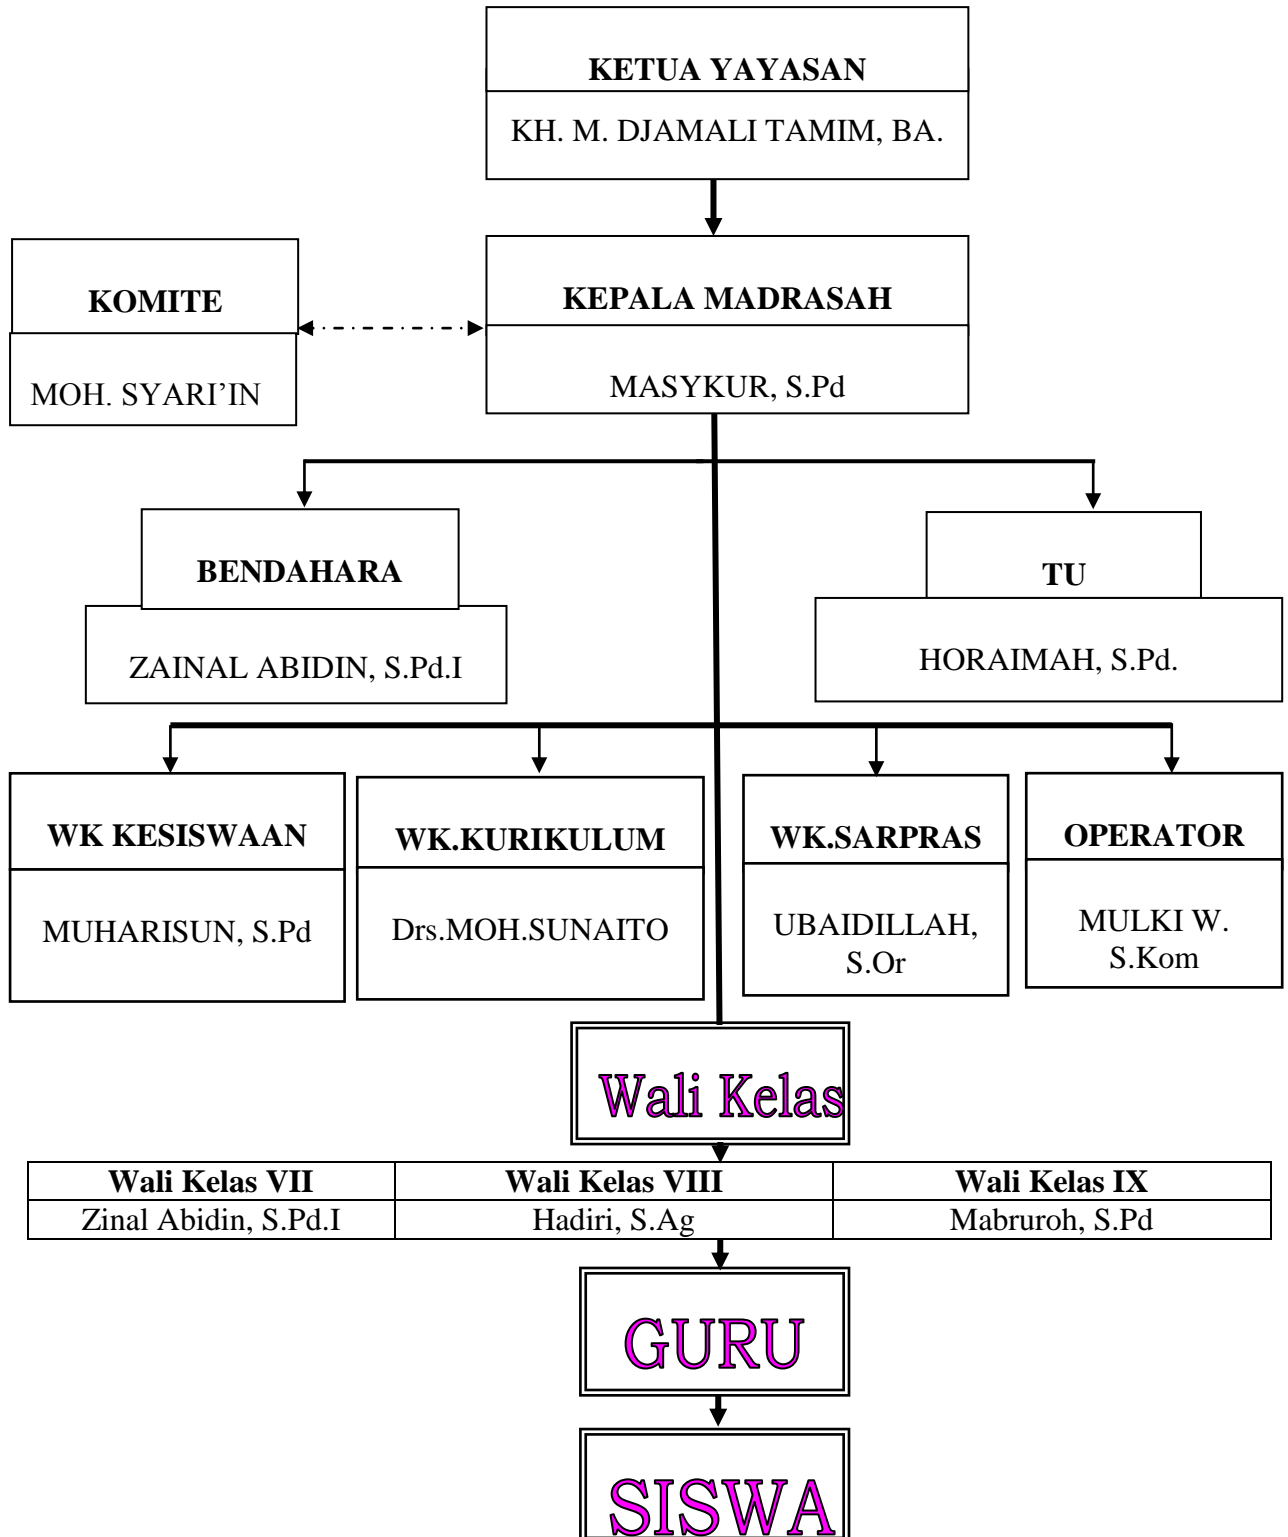 KETUA YAYASAN
KH. M. DJAMALI TAMIM, BA.
KOMITE
MOH. SYARI’IN
KEPALA MADRASAH
MASYKUR, S.Pd
BENDAHARA
ZAINAL ABIDIN, S.Pd.I
TU
HORAIMAH, S.Pd.
WK KESISWAAN
MUHARISUN, S.Pd
WK.KURIKULUM
Drs.MOH.SUNAITO
WK.SARPRAS
UBAIDILLAH,
S.Or
OPERATOR
MULKI W.
S.Kom
Wali Kelas
Wali Kelas VII
Zinal Abidin, S.Pd.I
Wali Kelas VIII
Hadiri, S.Ag
Wali Kelas IX
Mabruroh, S.Pd
GURU
SISWA